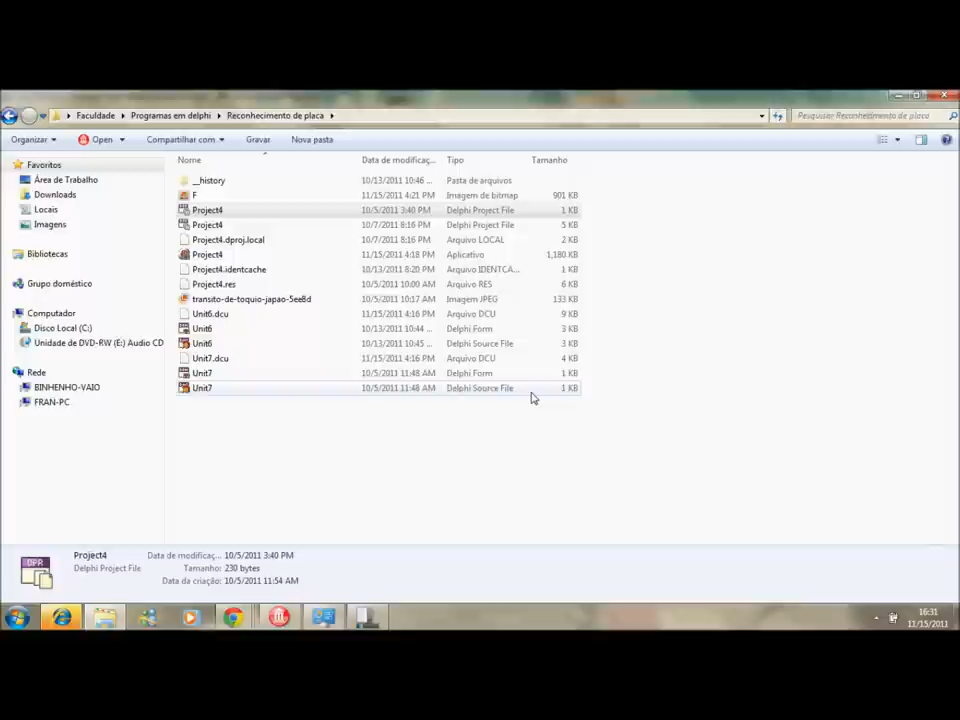 Faculdade Programas em delphi Reconhecimento de placa
Pesquisar Reconhecimento de placa
Organizar Open Compartilhar com Gravar Nova pasta
Nome Data de modificaç... Tipo Tamanho
Favoritos
Área de Trabalho
Downloads
Locais
Imagens
Bibliotecas
Grupo doméstico
Computador
Disco Local (C:)
Unidade de DVD-RW (E:) Audio CD
Rede
BINHENHO-VAIO
FRAN-PC
__history 10/13/2011 10:46 ... Pasta de arquivos
F 11/15/2011 4:21 PM Imagem de bitmap 901 KB
Project4 10/5/2011 3:40 PM Delphi Project File 1 KB
Project4 10/7/2011 8:16 PM Delphi Project File 5 KB
Project4.dproj.local 10/7/2011 8:16 PM Arquivo LOCAL 2 KB
Project4 11/15/2011 4:18 PM Aplicativo 1,180 KB
Project4.identcache 10/13/2011 8:20 PM Arquivo IDENTCA... 1 KB
Project4.res 10/5/2011 10:00 AM Arquivo RES 6 KB
transito-de-toquio-japao-5ee8d 10/5/2011 10:17 AM Imagem JPEG 133 KB
Unit6.dcu 11/15/2011 4:16 PM Arquivo DCU 9 KB
Unit6 10/13/2011 10:44 ... Delphi Form 3 KB
Unit6 10/13/2011 10:45 ... Delphi Source File 3 KB
Unit7.dcu 11/15/2011 4:16 PM Arquivo DCU 4 KB
Unit7 10/5/2011 11:48 AM Delphi Form 1 KB
Unit7 10/5/2011 11:48 AM Delphi Source File 1 KB
DPR
Project4 Data de modificaç... 10/5/2011 3:40 PM
Delphi Project File Tamanho: 230 bytes
Data da criação: 10/5/2011 11:54 AM
16:31
11/15/2011